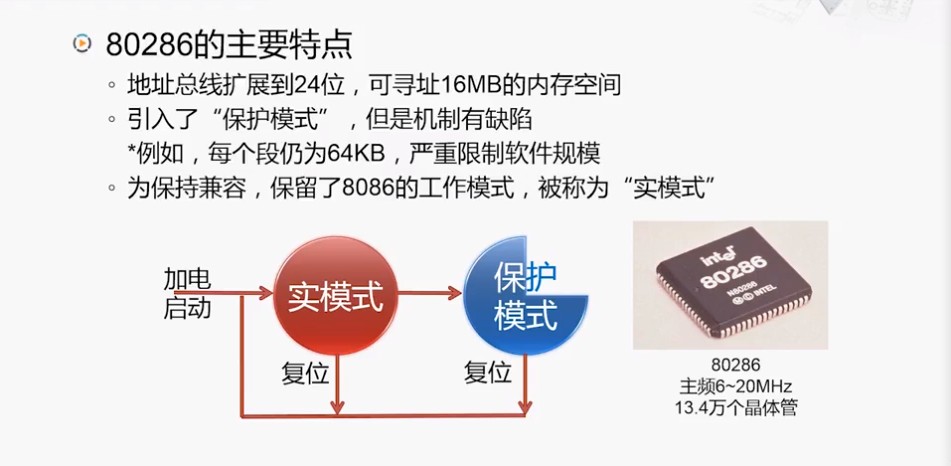 80286的主要特点
地址总线扩展到24位，可寻址16MB的内存空间
引入了“保护模式”，但是机制有缺陷
*例如，每个段仍为64KB，严重限制软件规模
为保持兼容，保留了8086的工作模式，被称为“实模式”
加电
启动
实模式
保护
模式
复位
复位
intel
80286
N80286
Ⓜ © INTEL
80286
主频6~20MHz
13.4万个晶体管